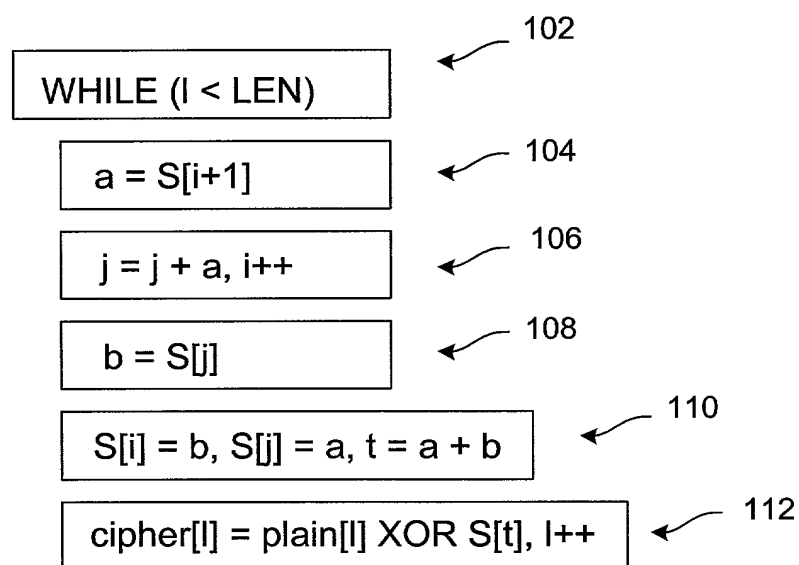 102
WHILE (l < LEN)
104
a = S[i+1]
106
j = j + a, i++
108
b = S[j]
110
S[i] = b, S[j] = a, t = a + b
112
cipher[l] = plain[l] XOR S[t], l++